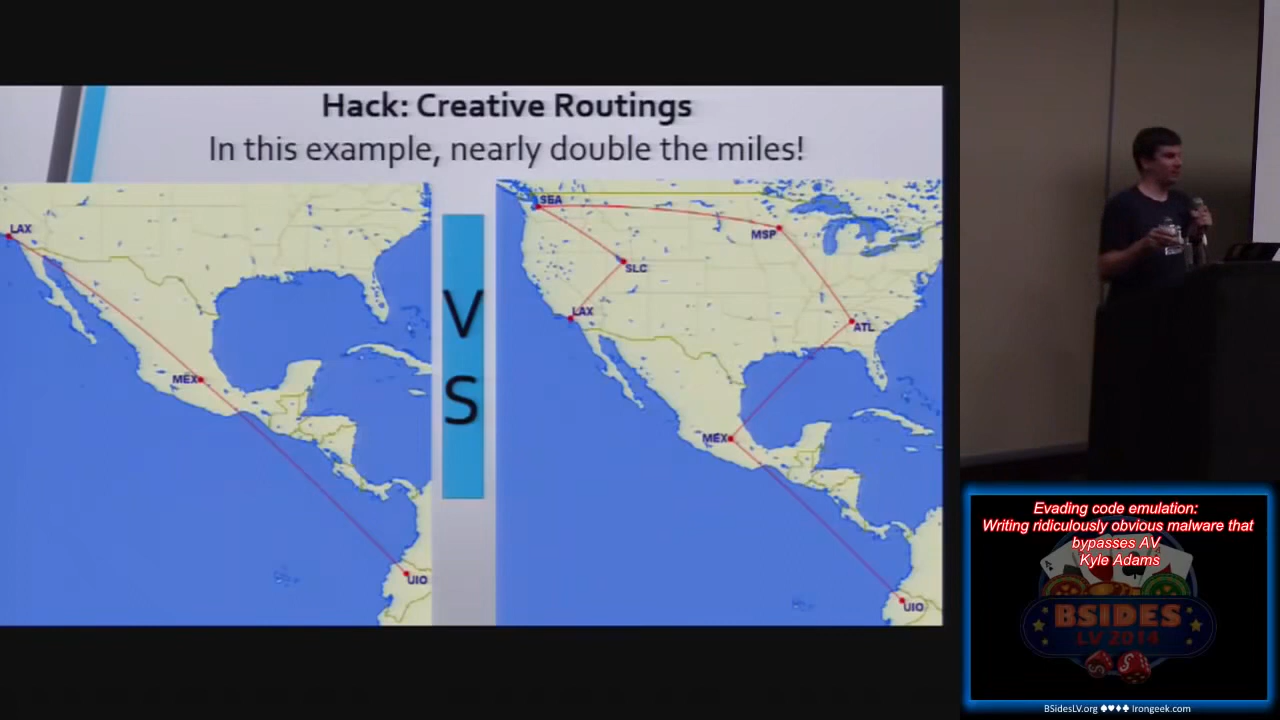 Hack: Creative Routings
In this example, nearly double the miles!
LAX
MEX
UIO
V
S
SEA
MSP
SLC
LAX
ATL
MEX
UIO
Evading code emulation:
Writing ridiculously obvious malware that
bypasses AV
Kyle Adams
BSIDES
LV 2014
BSidesLV.org ♠♥♦♣ Irongeek.com